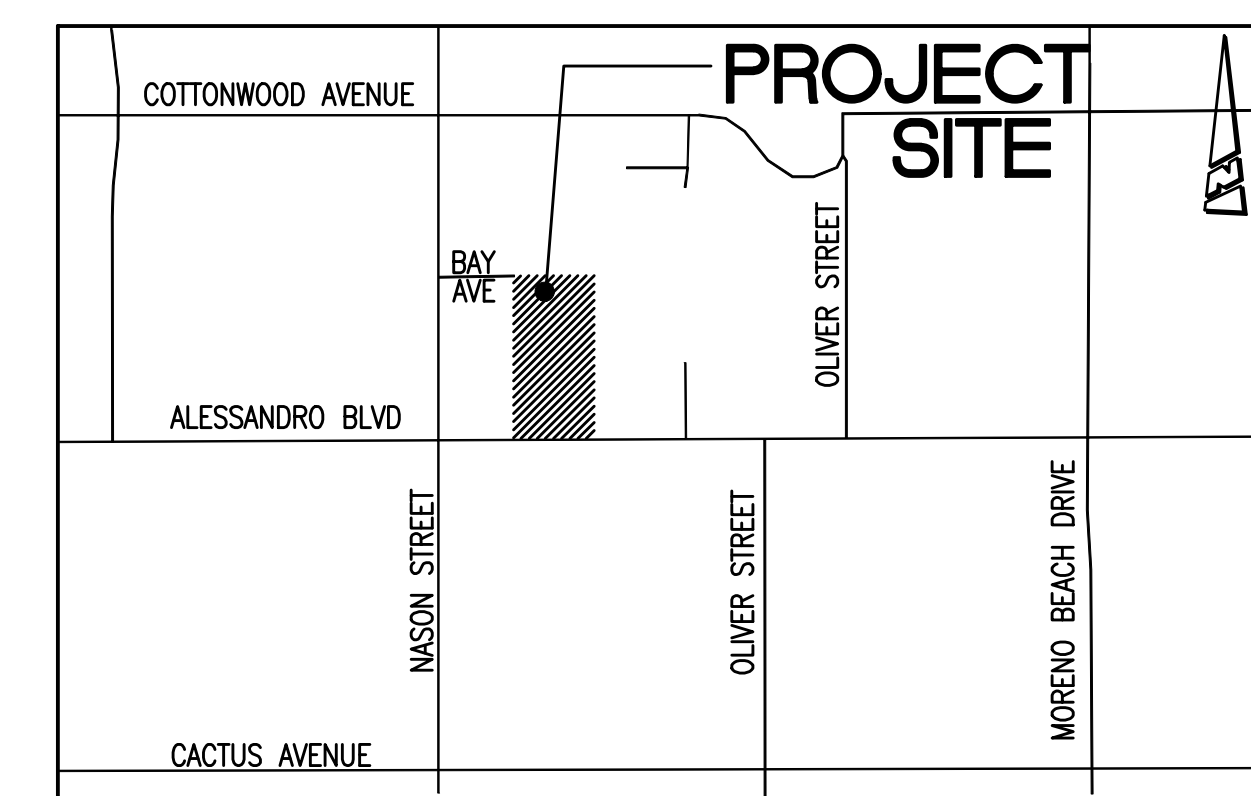 PROJECT
SITE
COTTONWOOD AVENUE
BAY
AVE
OLIVER STREET
ALESSANDRO BLVD
NASON STREET
OLIVER STREET
MORENO BEACH DRIVE
CACTUS AVENUE
N